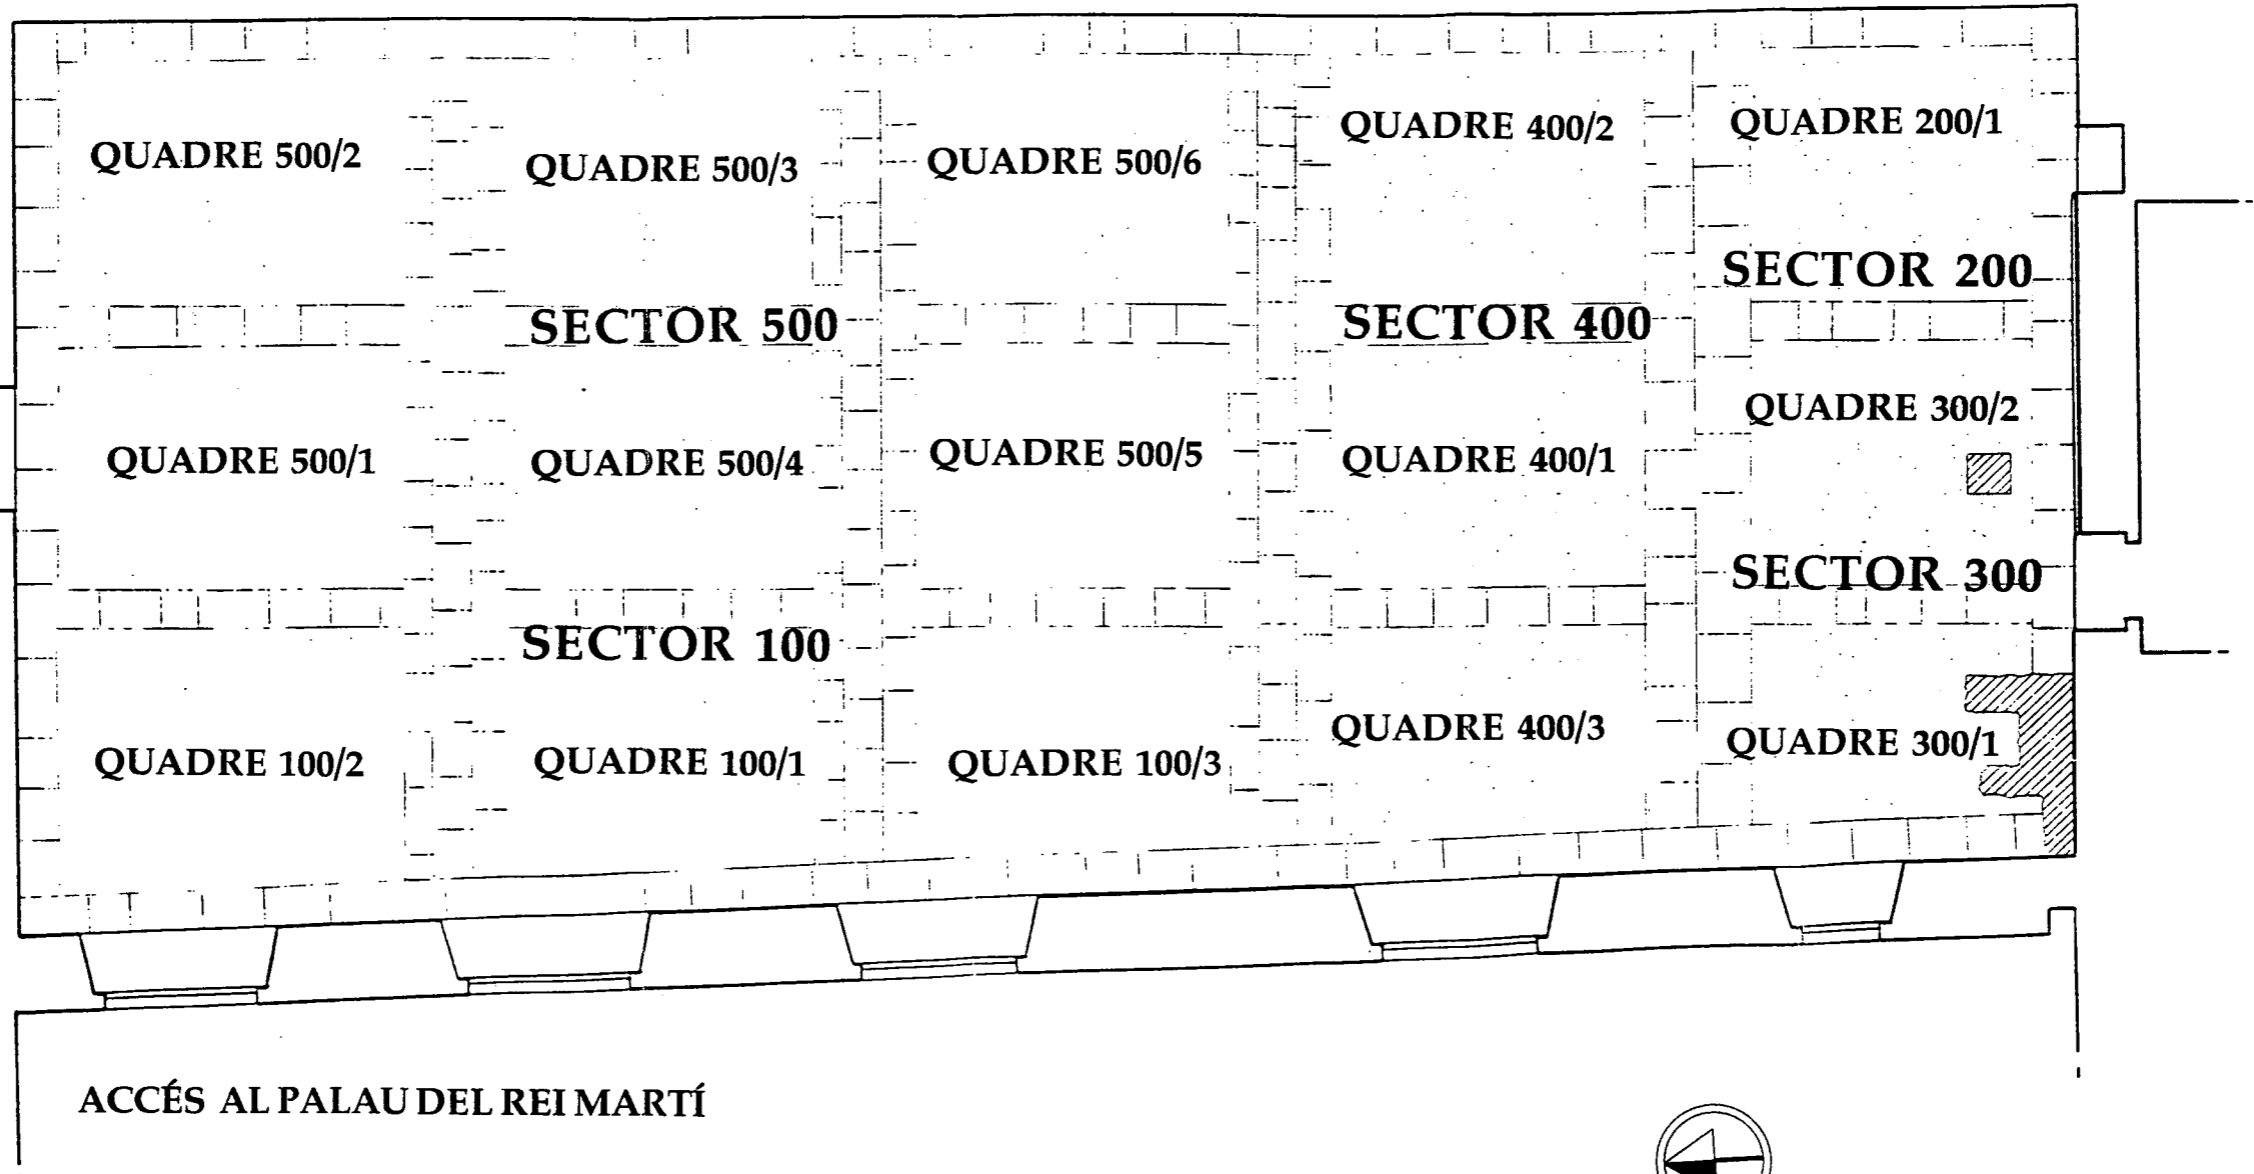 QUADRE 500/2
QUADRE 500/3
QUADRE 500/6
QUADRE 400/2
QUADRE 200/1
SECTOR 500
SECTOR 400
SECTOR 200
QUADRE 300/2
QUADRE 500/1
QUADRE 500/4
QUADRE 500/5
QUADRE 400/1
SECTOR 300
SECTOR 100
QUADRE 100/2
QUADRE 100/1
QUADRE 100/3
QUADRE 400/3
QUADRE 300/1
ACCÉS AL PALAU DEL REI MARTÍ